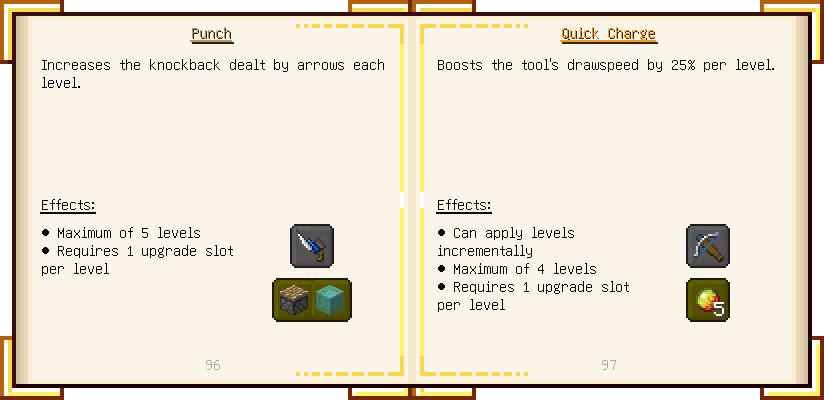 Punch
Increases the knockback dealt by arrows each
level.
Effects:
● Maximum of 5 levels
● Requires 1 upgrade slot
per level
96
Quick Charge
Boosts the tool's drawspeed by 25% per level.
Effects:
● Can apply levels
incrementally
● Maximum of 4 levels
● Requires 1 upgrade slot
per level
5
97